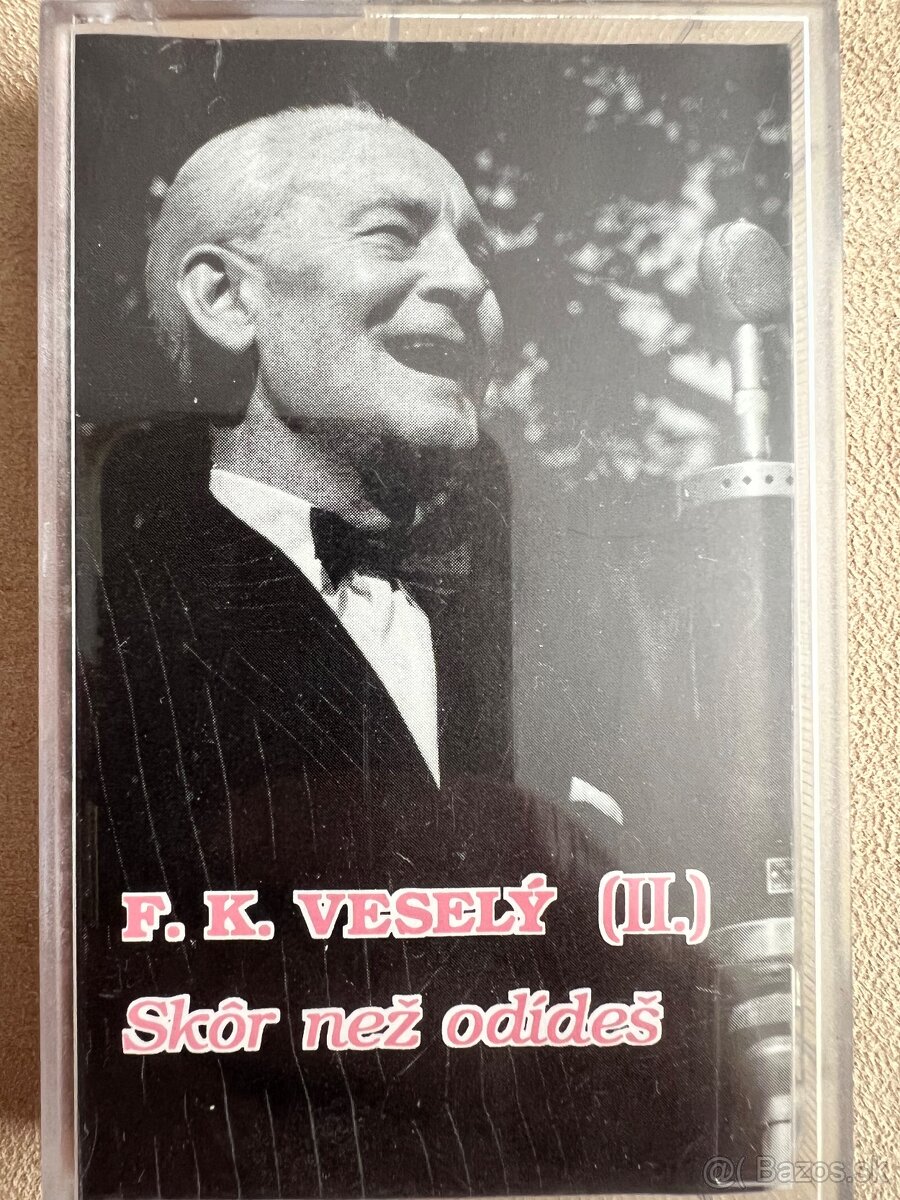 F. K. VESELÝ (II.)
Skôr než odídeš
@( Bazos.sk